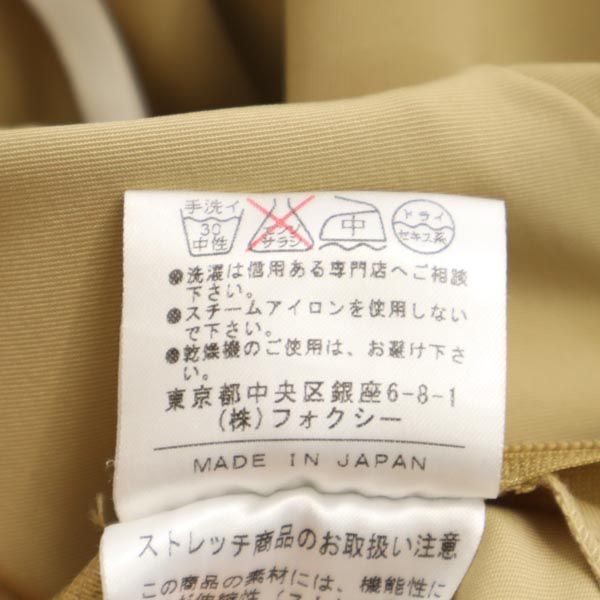 手洗イ
30
中性
エンソ
サラシ
中
ドライ
セキユ系
●洗濯は信用ある専門店へご相談
下さい。
●スチームアイロンを使用しない
で下さい。
●乾燥機のご使用は、お避け下さ
い。
東京都中央区銀座6-8-1
(株)フォクシー
MADE IN JAPAN
ストレッチ商品のお取扱い注意
この商品の素材には、機能性に